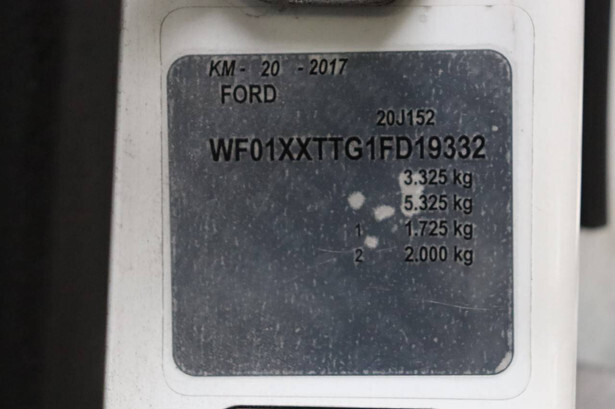 KM - 20 - 2017
FORD
20J152
WF01XXTTG1FD19332
3.325 kg
5.325 kg
1 1.725 kg
2 2.000 kg